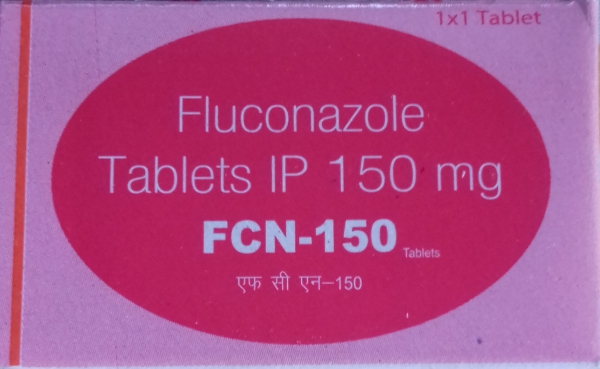 1x1 Tablet
Fluconazole
Tablets IP 150 mg
FCN-150 Tablets
एफ सी एन-150